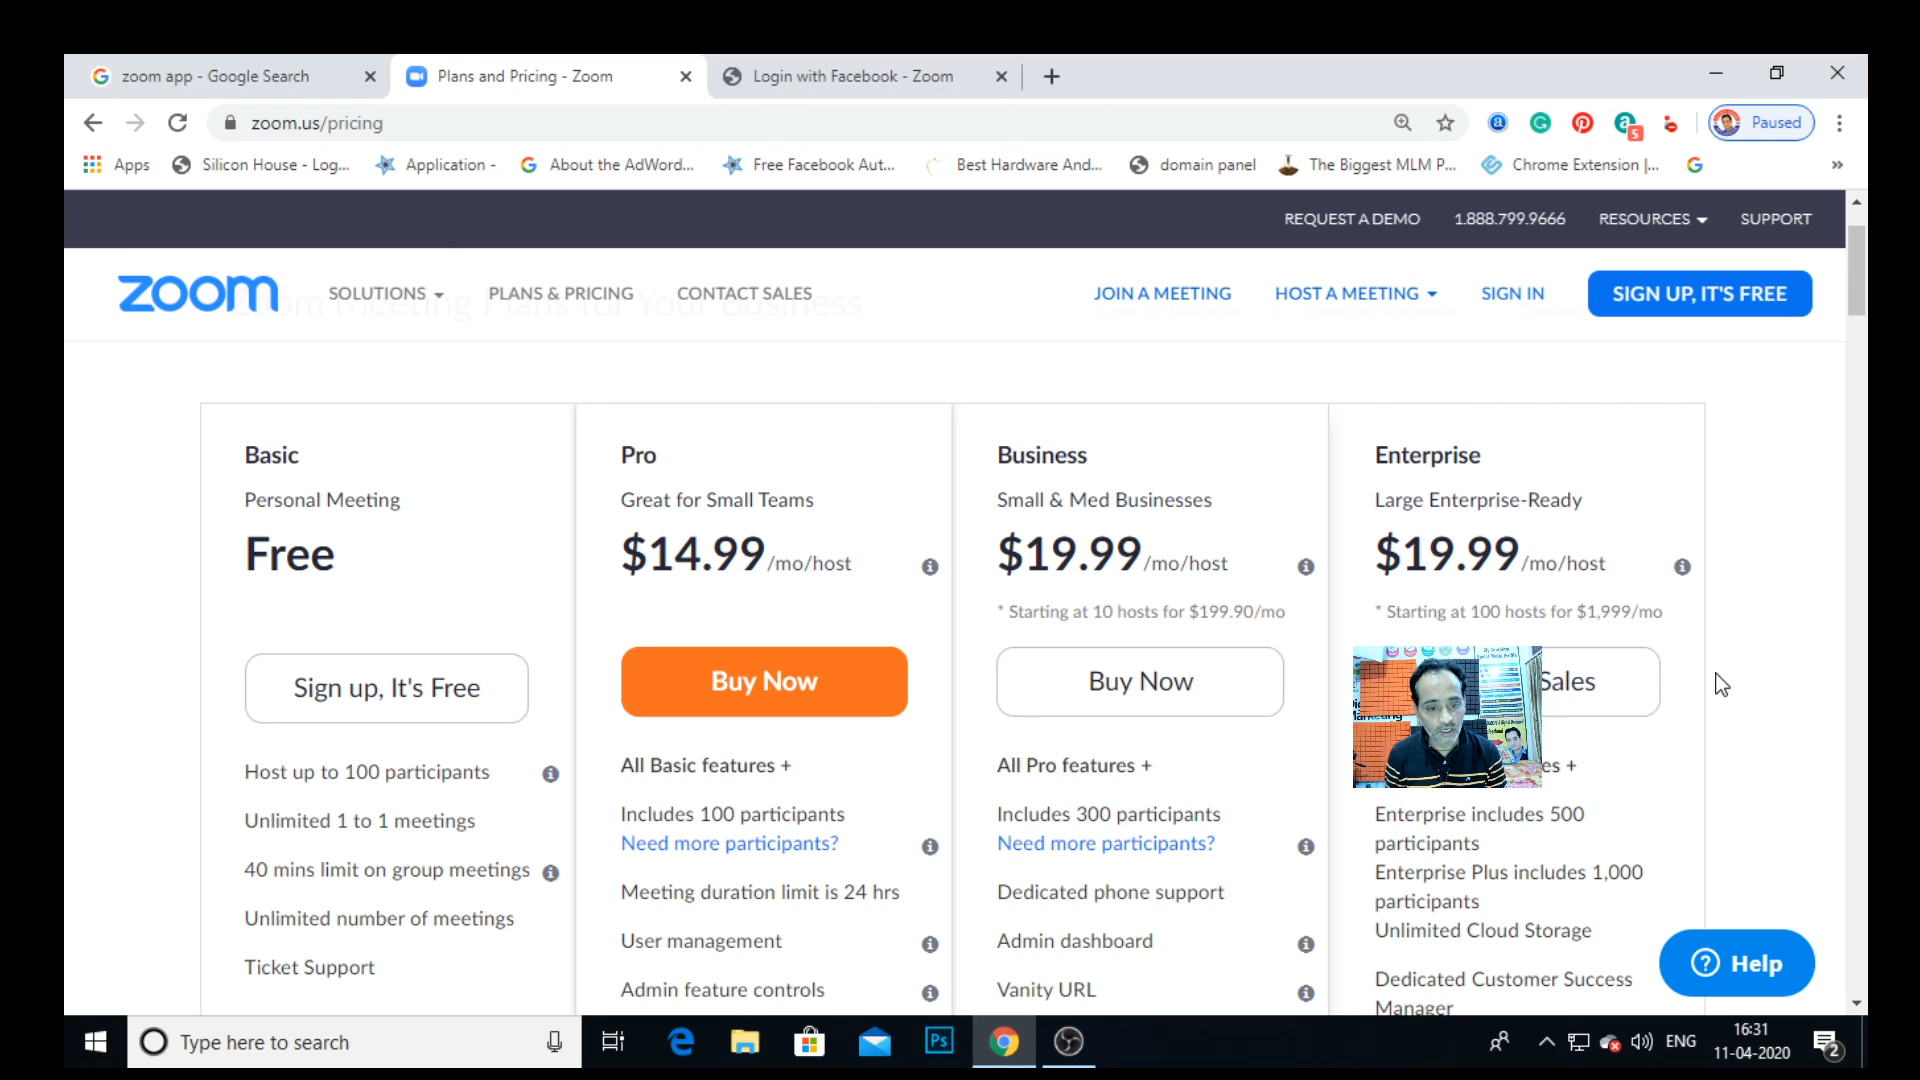 zoom app - Google Search
Plans and Pricing - Zoom
Login with Facebook - Zoom
zoom.us/pricing
Paused
Apps
Silicon House - Log...
Application -
About the AdWord...
Free Facebook Aut...
Best Hardware And...
domain panel
The Biggest MLM P...
Chrome Extension |...
REQUEST A DEMO
1.888.799.9666
RESOURCES
SUPPORT
zoom
SOLUTIONS
PLANS & PRICING
CONTACT SALES
JOIN A MEETING
HOST A MEETING
SIGN IN
SIGN UP, IT'S FREE
Zoom Meeting Plans for Your Business
Basic
Personal Meeting
Free
Sign up, It's Free
Host up to 100 participants
Unlimited 1 to 1 meetings
40 mins limit on group meetings
Unlimited number of meetings
Ticket Support
Pro
Great for Small Teams
$14.99/mo/host
Buy Now
All Basic features +
Includes 100 participants
Need more participants?
Meeting duration limit is 24 hrs
User management
Admin feature controls
Business
Small & Med Businesses
$19.99/mo/host
* Starting at 10 hosts for $199.90/mo
Buy Now
All Pro features +
Includes 300 participants
Need more participants?
Dedicated phone support
Admin dashboard
Vanity URL
Enterprise
Large Enterprise-Ready
$19.99/mo/host
* Starting at 100 hosts for $1,999/mo
Sales
es +
Enterprise includes 500
participants
Enterprise Plus includes 1,000
participants
Unlimited Cloud Storage
Dedicated Customer Success
Manager
Help
Type here to search
Ps
ENG
16:31
11-04-2020
2